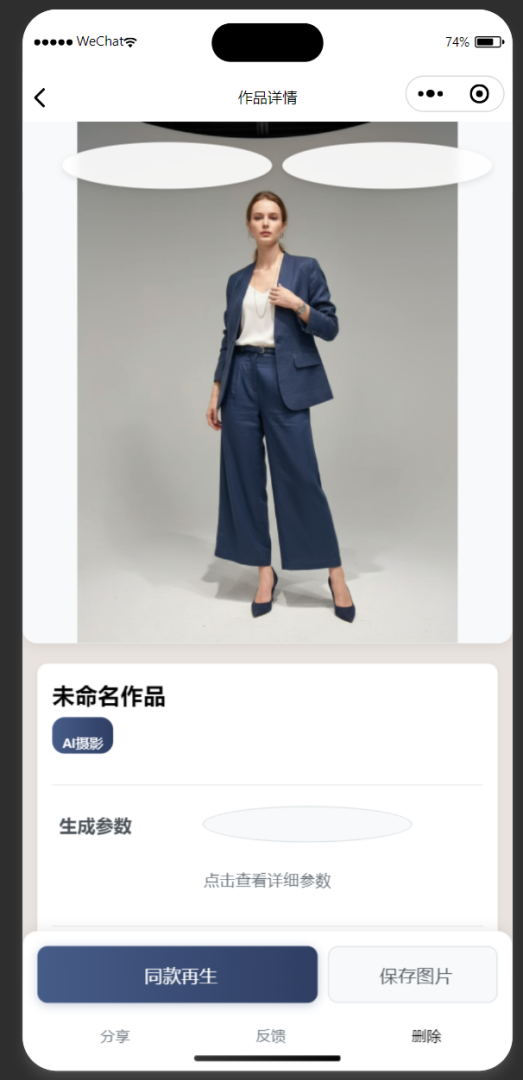 WeChat
74%
作品详情
未命名作品
AI摄影
生成参数
点击查看详细参数
同款再生
保存图片
分享
反馈
删除